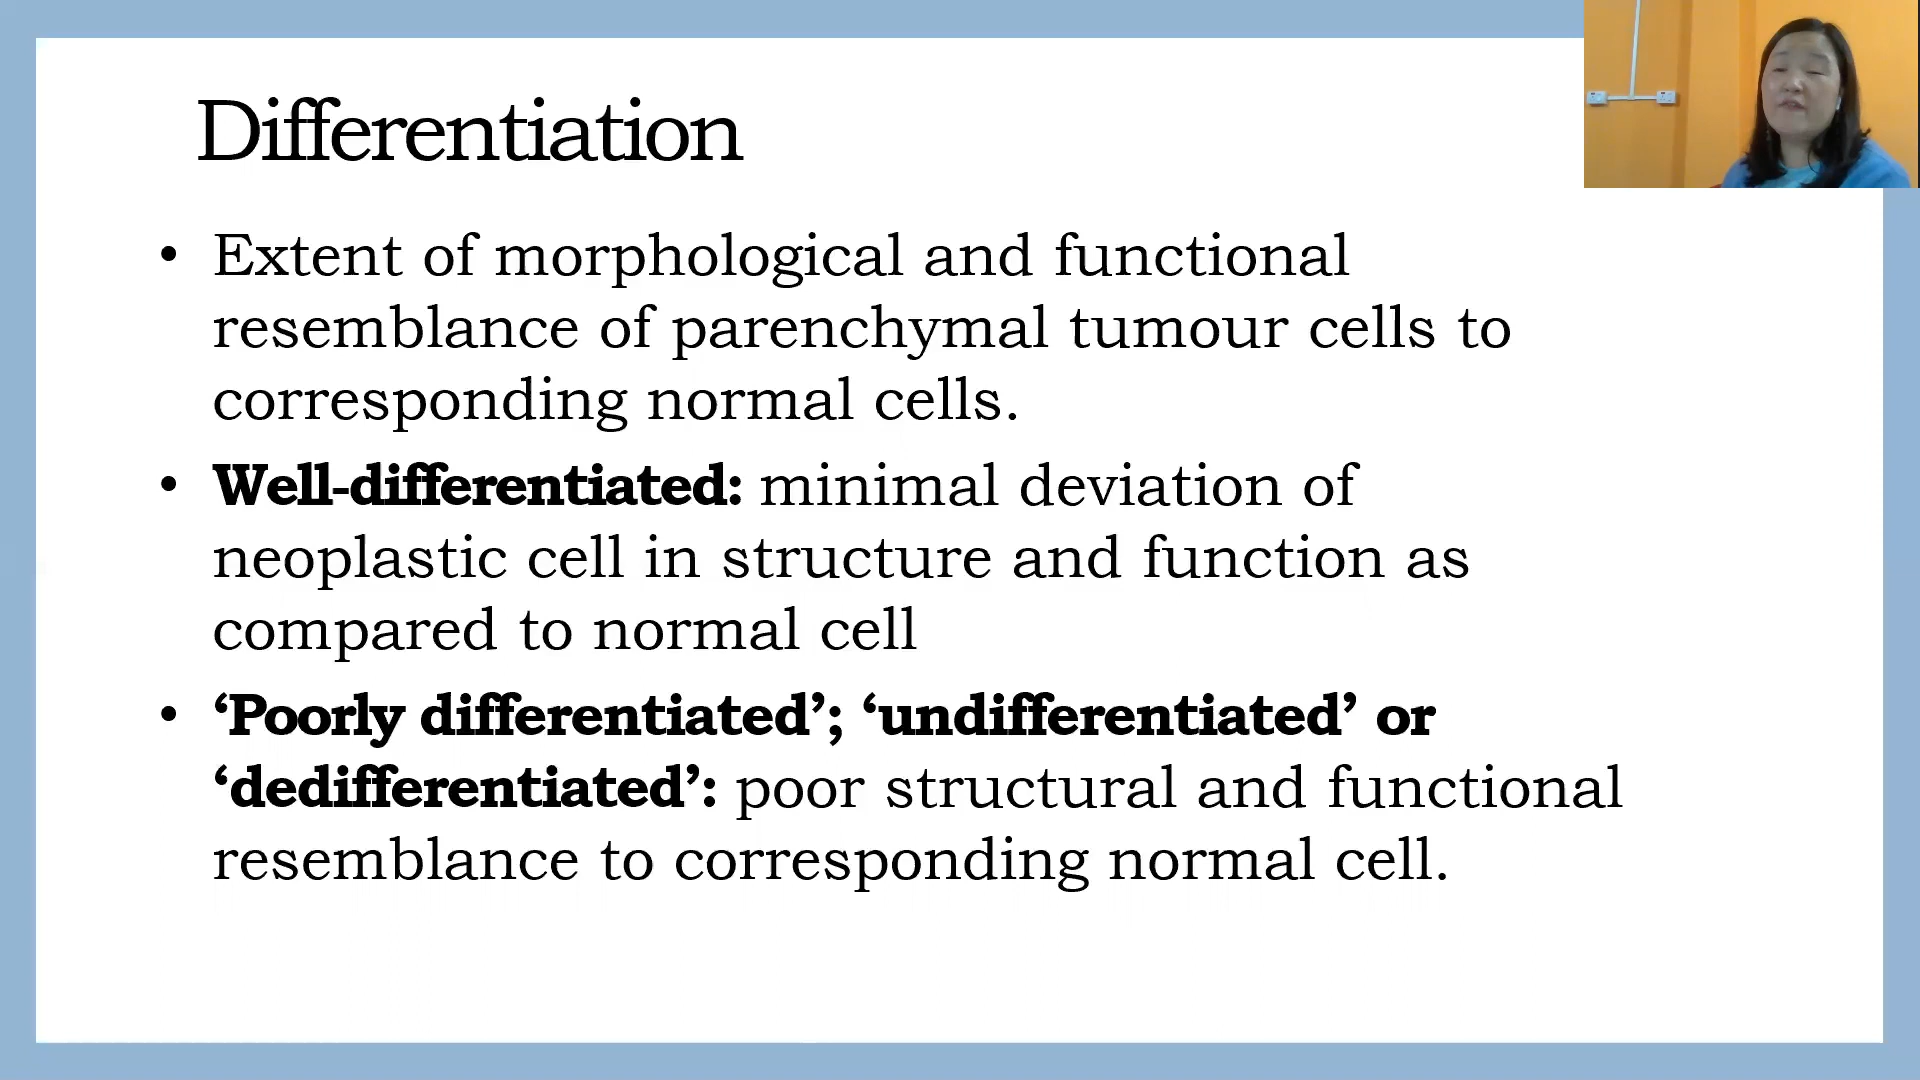 Differentiation
• Extent of morphological and functional
resemblance of parenchymal tumour cells to
corresponding normal cells.
• Well-differentiated: minimal deviation of
neoplastic cell in structure and function as
compared to normal cell
• ‘Poorly differentiated’; ‘undifferentiated’ or
‘dedifferentiated’: poor structural and functional
resemblance to corresponding normal cell.